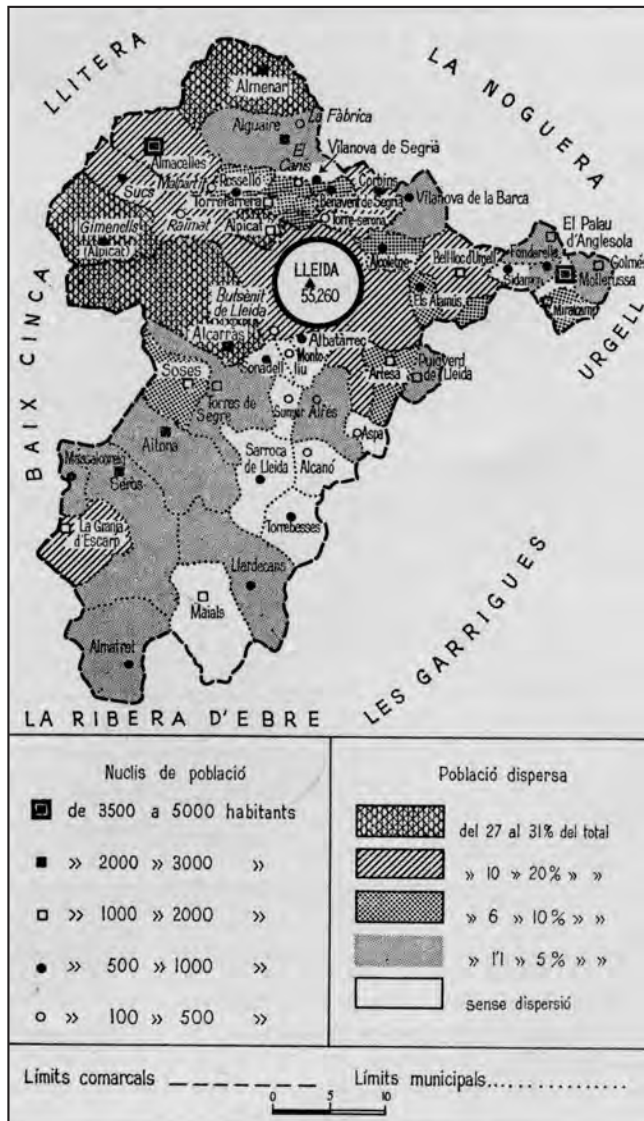 LLITERA
LA NOGUERA
Almenar
La Fàbrica
Alguaire
El Canís
Vilanova de Segrià
Almacelles
Malpartit
Rosselló
Corbins
Sucs
Torrefarrera
Benavent de Segrià
Vilanova de la Barca
Raimat
Torre-serona
Alpicat
Gimenells
(Alpicat)
El Palau
d'Anglesola
LLEIDA
55,260
Alcoletge
Bell-lloc d'Urgell
Fondarella
Golmés
Sidamon
Mollerussa
Butsènit
de Lleida
Els Alamús
Miralcamp
BAIX CINCA
URGELL
Alcarràs
Albatàrrec
Sunyer
Montoliu
Artesa
Puigverd
de Lleida
Soses
Torres de
Segre
Alfés
Aspa
Aitona
Sarroca
de Lleida
Alcanó
Massalcoreig
Seròs
Torrebesses
La Granja
d'Escarp
Llardecans
Maials
Almatret
LES GARRIGUES
LA RIBERA D'EBRE
Nuclis de població
de 3500 a 5000 habitants
» 2000 » 3000 »
» 1000 » 2000 »
» 500 » 1000 »
» 100 » 500 »
Població dispersa
del 27 al 31% del total
» 10 » 20% » »
» 6 » 10% » »
» 1'1 » 5% » »
sense dispersió
Límits comarcals
Límits municipals
0 5 10